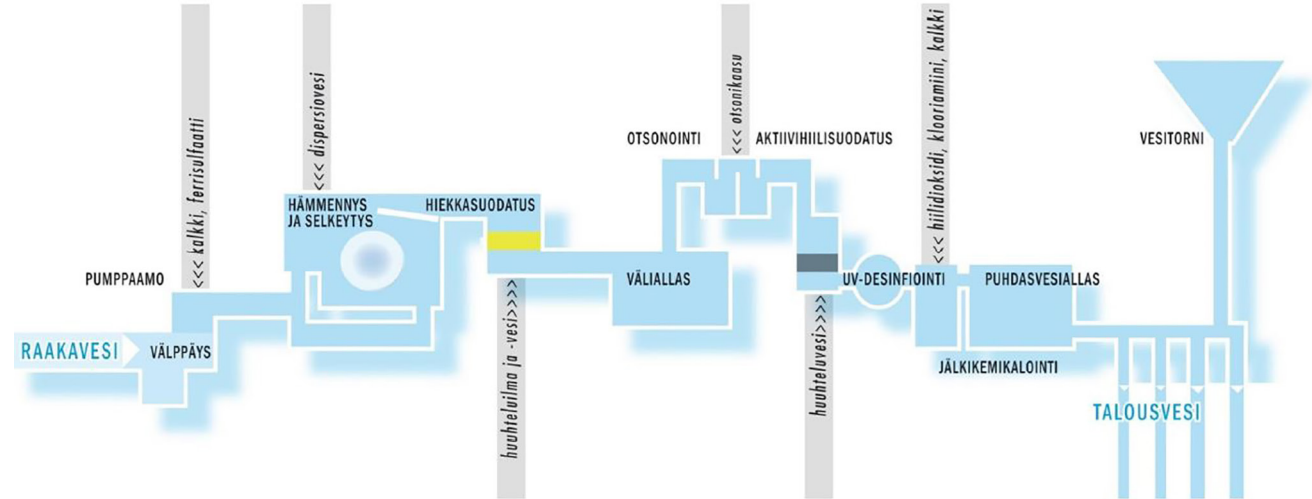 RAAKAVESI
VÄLPPÄYS
PUMPPAAMO
<<< kalkki, ferrisulfaatti
<<< dispersiovesi
HÄMMENNYS
JA SELKEYTYS
HIEKKASUODATUS
huuhteluilma ja -vesi>>>>
VÄLIALLAS
OTSONOINTI
<<< otsonikaasu
AKTIIVIHIILISUODATUS
huuhteluvesi>>>>
UV-DESINFIOINTI
<<< hiilidioksidi, klooriamiini, kalkki
JÄLKIKEMIKALOINTI
PUHDASVESIALLAS
VESITORNI
TALOUSVESI